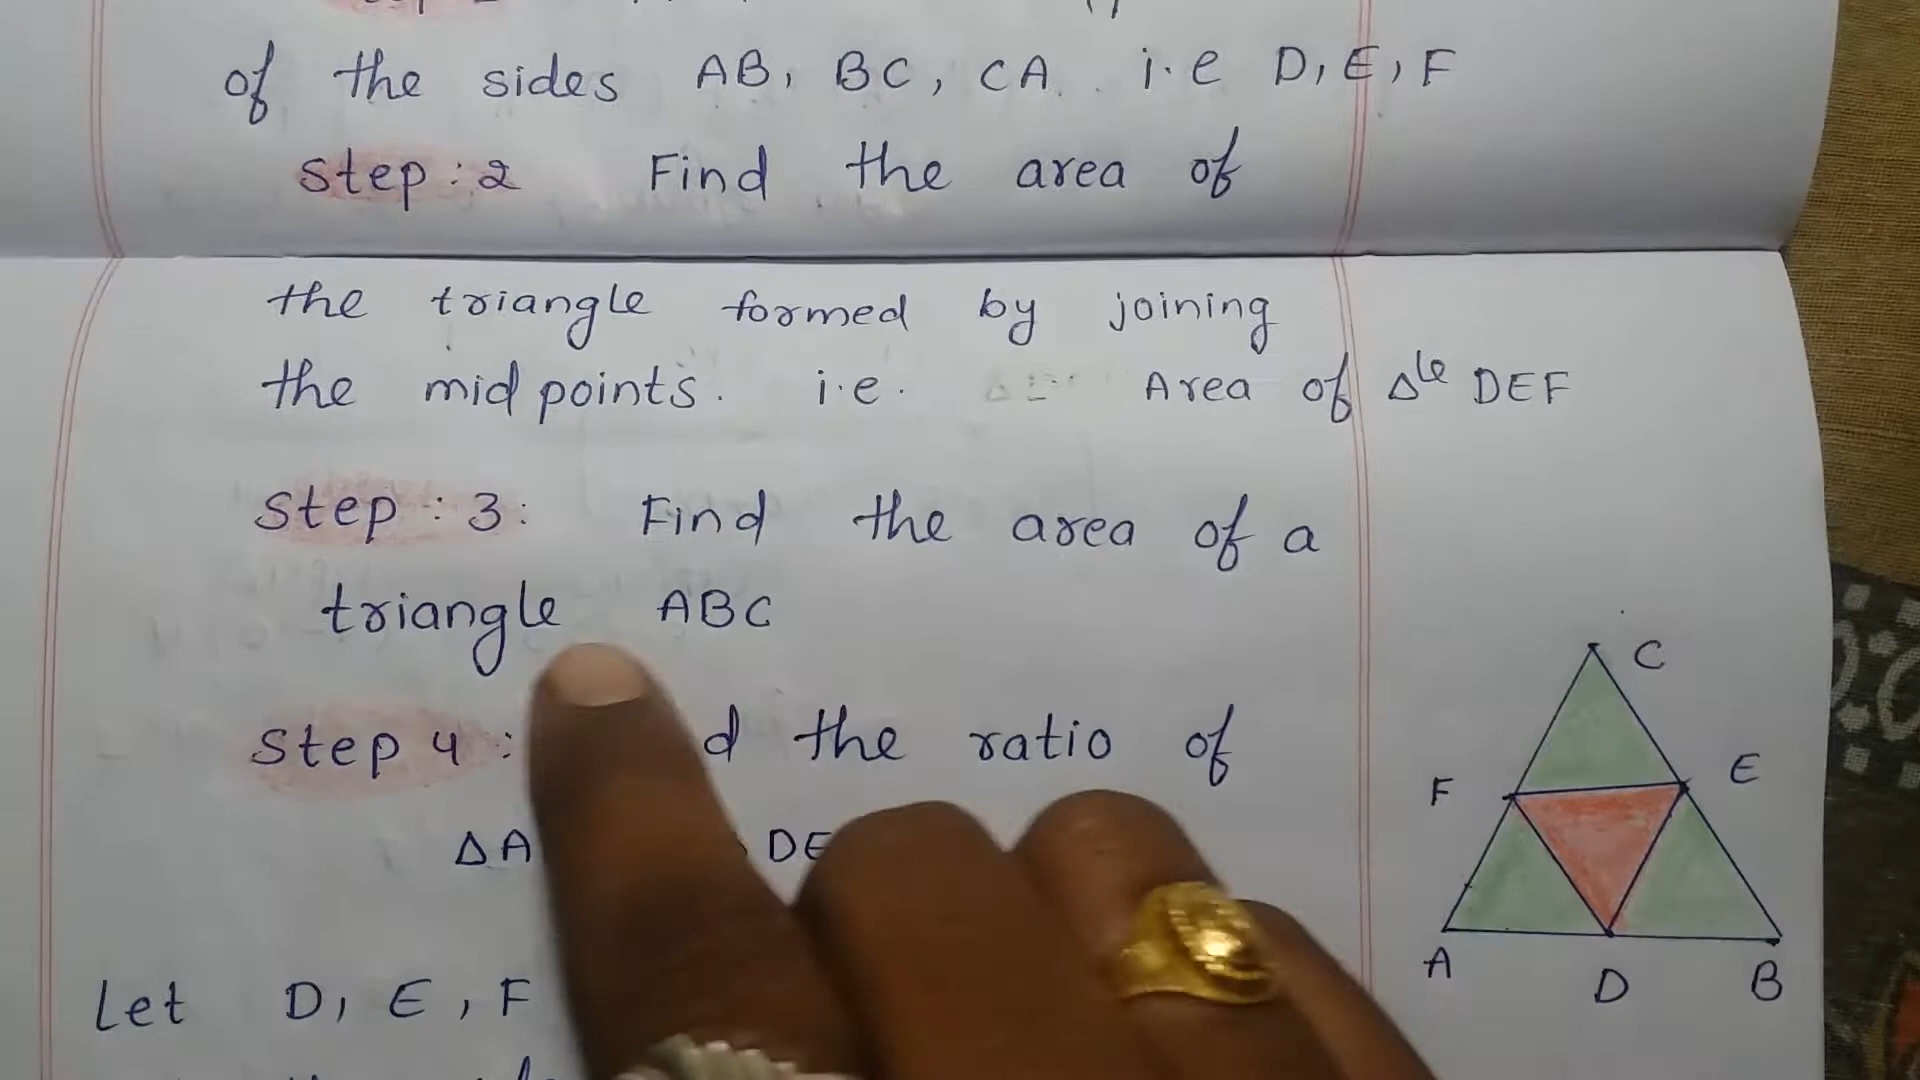 of the sides AB, BC, CA i.e D, E, F
Step : 2 Find the area of
the triangle formed by joining
the mid points. i.e. Area of Δle DEF
Step : 3: Find the area of a
triangle ABC
Step 4 : the ratio of
Let D, E, F
C
F
E
A
D
B